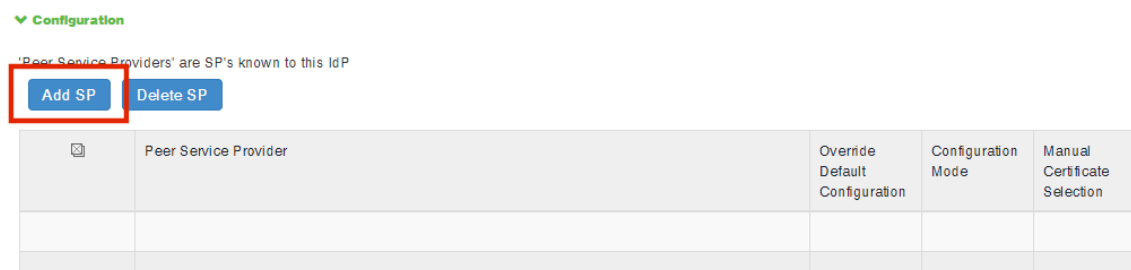 Configuration
'Peer Service Providers' are SP's known to this IdP
Add SP
Delete SP
Peer Service Provider
Override
Default
Configuration
Configuration
Mode
Manual
Certificate
Selection